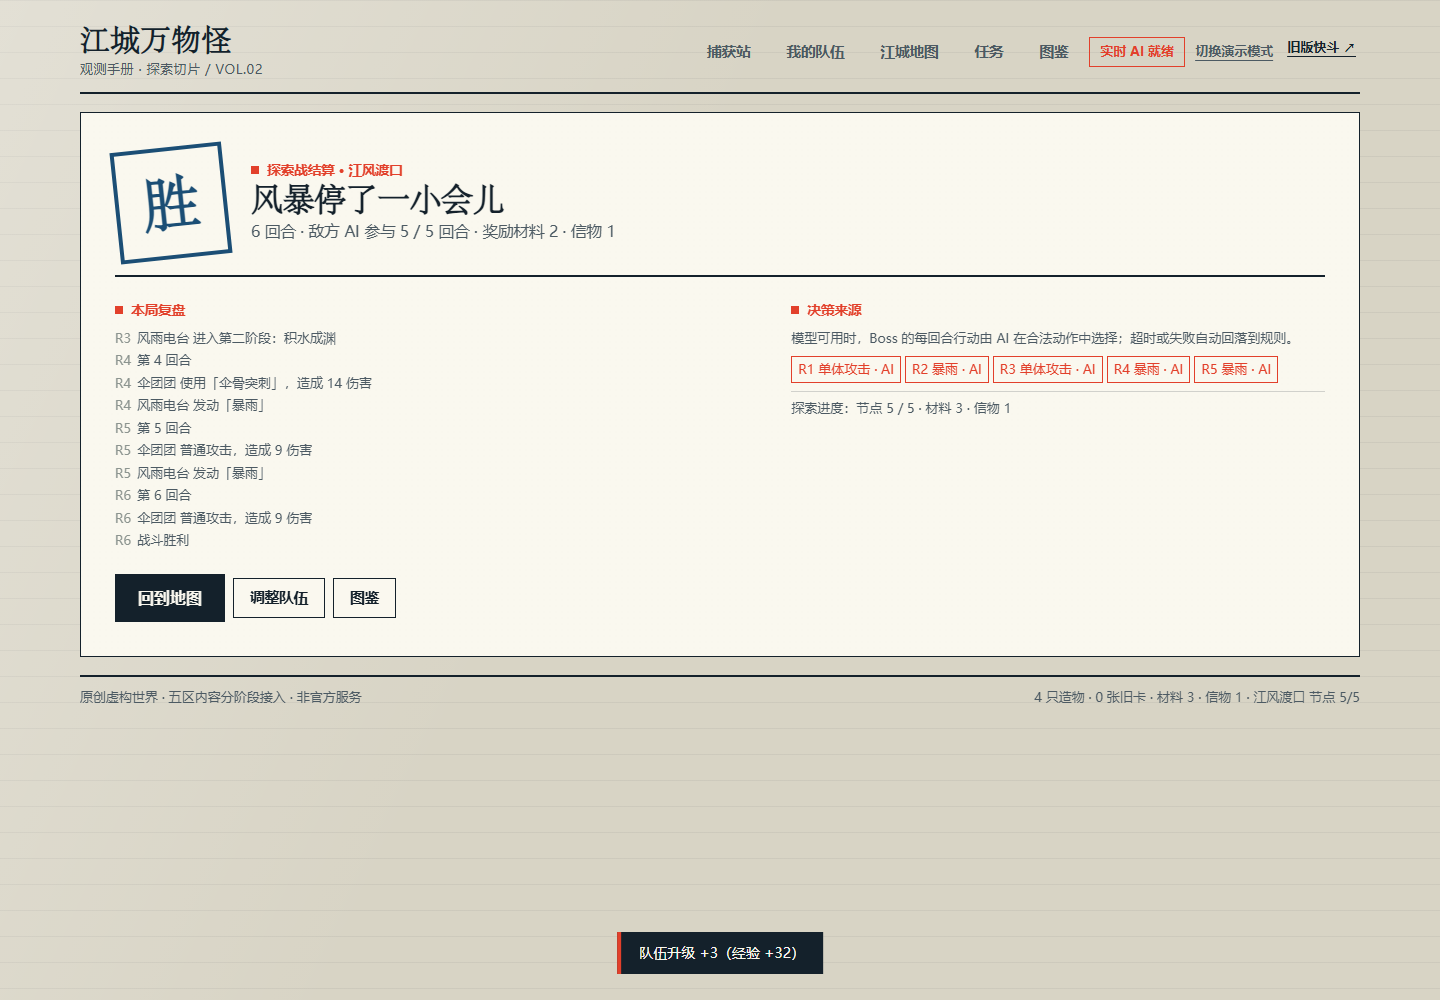 江城万物怪
观测手册 · 探索切片 / VOL.02
捕获站 我的队伍 江城地图 任务 图鉴 实时 AI 就绪 切换演示模式 旧版快斗 ↗
胜
探索战结算 • 江风渡口
风暴停了一小会儿
6 回合 · 敌方 AI 参与 5 / 5 回合 · 奖励材料 2 · 信物 1
本局复盘
R3 风雨电台 进入第二阶段：积水成渊
R4 第 4 回合
R4 伞团团 使用「伞骨突刺」，造成 14 伤害
R4 风雨电台 发动「暴雨」
R5 第 5 回合
R5 伞团团 普通攻击，造成 9 伤害
R5 风雨电台 发动「暴雨」
R6 第 6 回合
R6 伞团团 普通攻击，造成 9 伤害
R6 战斗胜利
决策来源
模型可用时，Boss 的每回合行动由 AI 在合法动作中选择；超时或失败自动回落到规则。
R1 单体攻击 · AI R2 暴雨 · AI R3 单体攻击 · AI R4 暴雨 · AI R5 暴雨 · AI
探索进度：节点 5 / 5 · 材料 3 · 信物 1
回到地图 调整队伍 图鉴
原创虚构世界 · 五区内容分阶段接入 · 非官方服务
4 只造物 · 0 张旧卡 · 材料 3 · 信物 1 · 江风渡口 节点 5/5
队伍升级 +3（经验 +32）